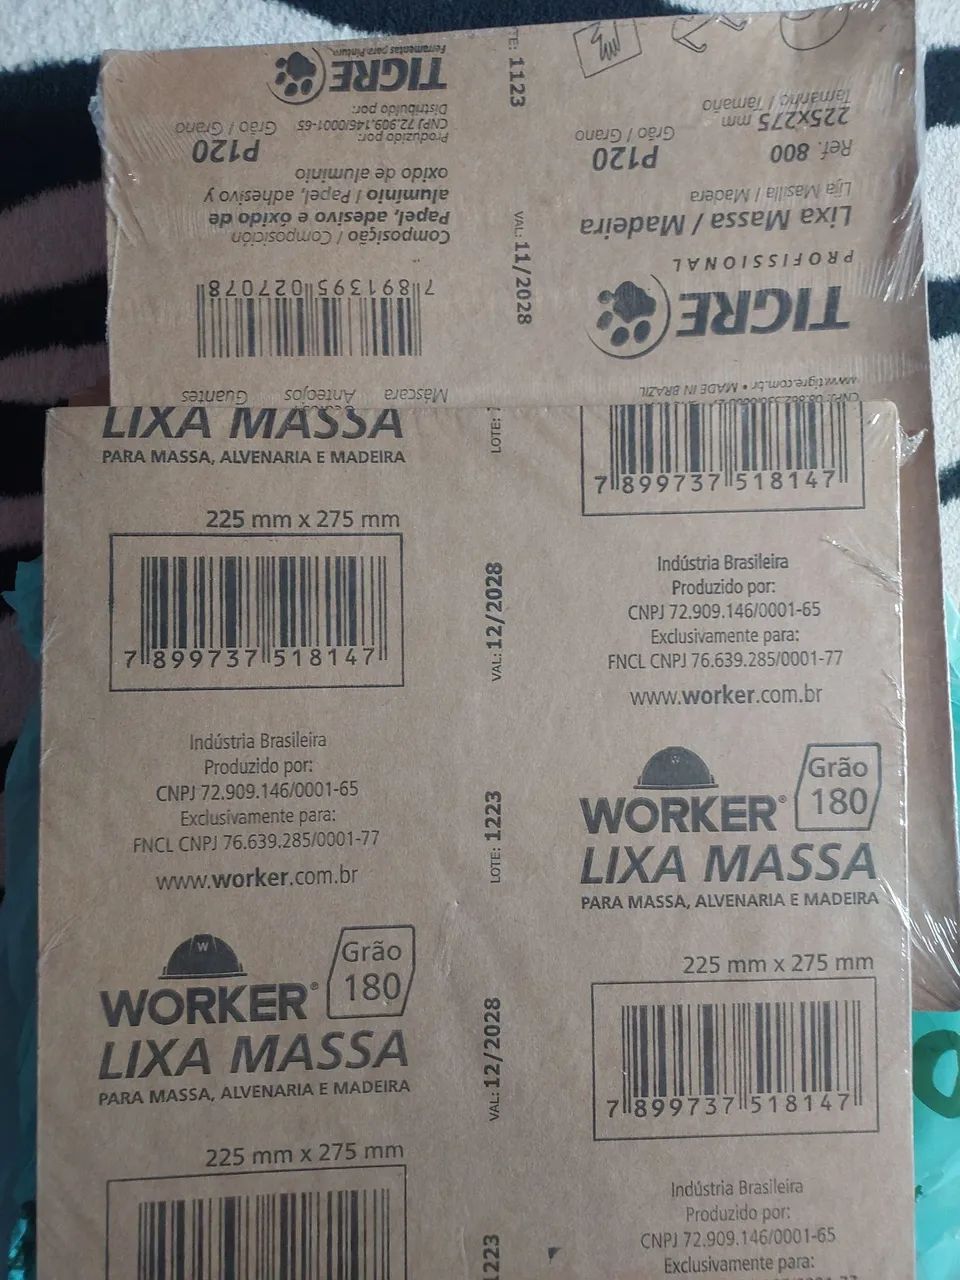 TIGRE
Ferramentas para Pintura
Distribuído por:
CNPJ 72.909.146/0001-65
Produzido por:
Grão / Grano
P120
Composição / Composición
Papel, adesivo e óxido de
alumínio / Papel, adhesivo y
oxido de aluminio
7891395027078
Máscara Anteojos Guantes
TE: 1123
VAL: 11/2028
225x275 mm
Tamanho / Tamano
Ref. 800
P120
Grão / Grano
Lixa Massa / Madeira
Lija Masilla / Madera
TIGRE
PROFISSIONAL
www.tigre.com.br • MADE IN BRAZIL
LIXA MASSA
PARA MASSA, ALVENARIA E MADEIRA
225 mm x 275 mm
7 899737 518147
Indústria Brasileira
Produzido por:
CNPJ 72.909.146/0001-65
Exclusivamente para:
FNCL CNPJ 76.639.285/0001-77
www.worker.com.br
W
WORKER®
Grão
180
LIXA MASSA
PARA MASSA, ALVENARIA E MADEIRA
225 mm x 275 mm
LOTE:
VAL: 12/2028
LOTE: 1223
VAL: 12/2028
1223
7 899737 518147
Indústria Brasileira
Produzido por:
CNPJ 72.909.146/0001-65
Exclusivamente para:
FNCL CNPJ 76.639.285/0001-77
www.worker.com.br
WORKER®
Grão
180
LIXA MASSA
PARA MASSA, ALVENARIA E MADEIRA
225 mm x 275 mm
7 899737 518147
Indústria Brasileira
Produzido por:
CNPJ 72.909.146/0001-65
Exclusivamente para: